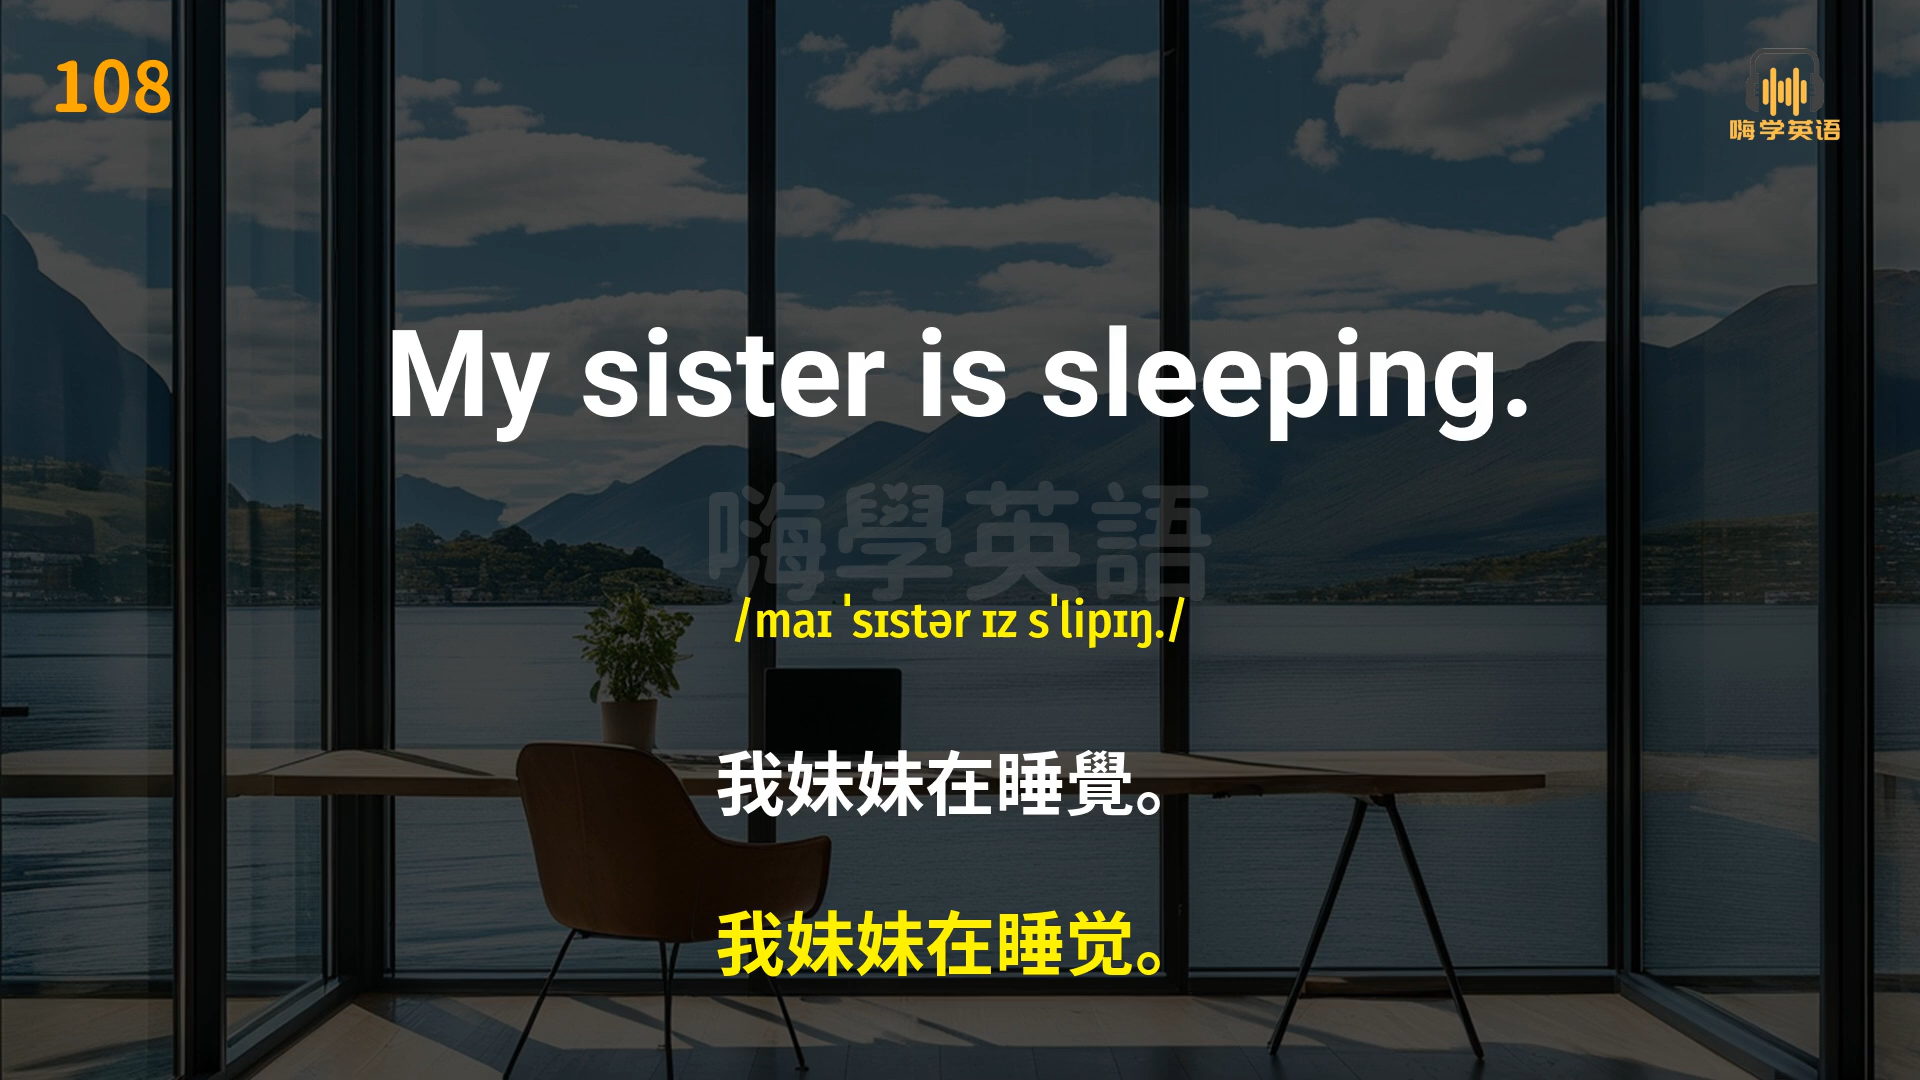 108
嗨学英语
My sister is sleeping.
嗨學英語
/maɪ ˈsɪstər ɪz sˈlipɪŋ./
我妹妹在睡覺。
我妹妹在睡觉。